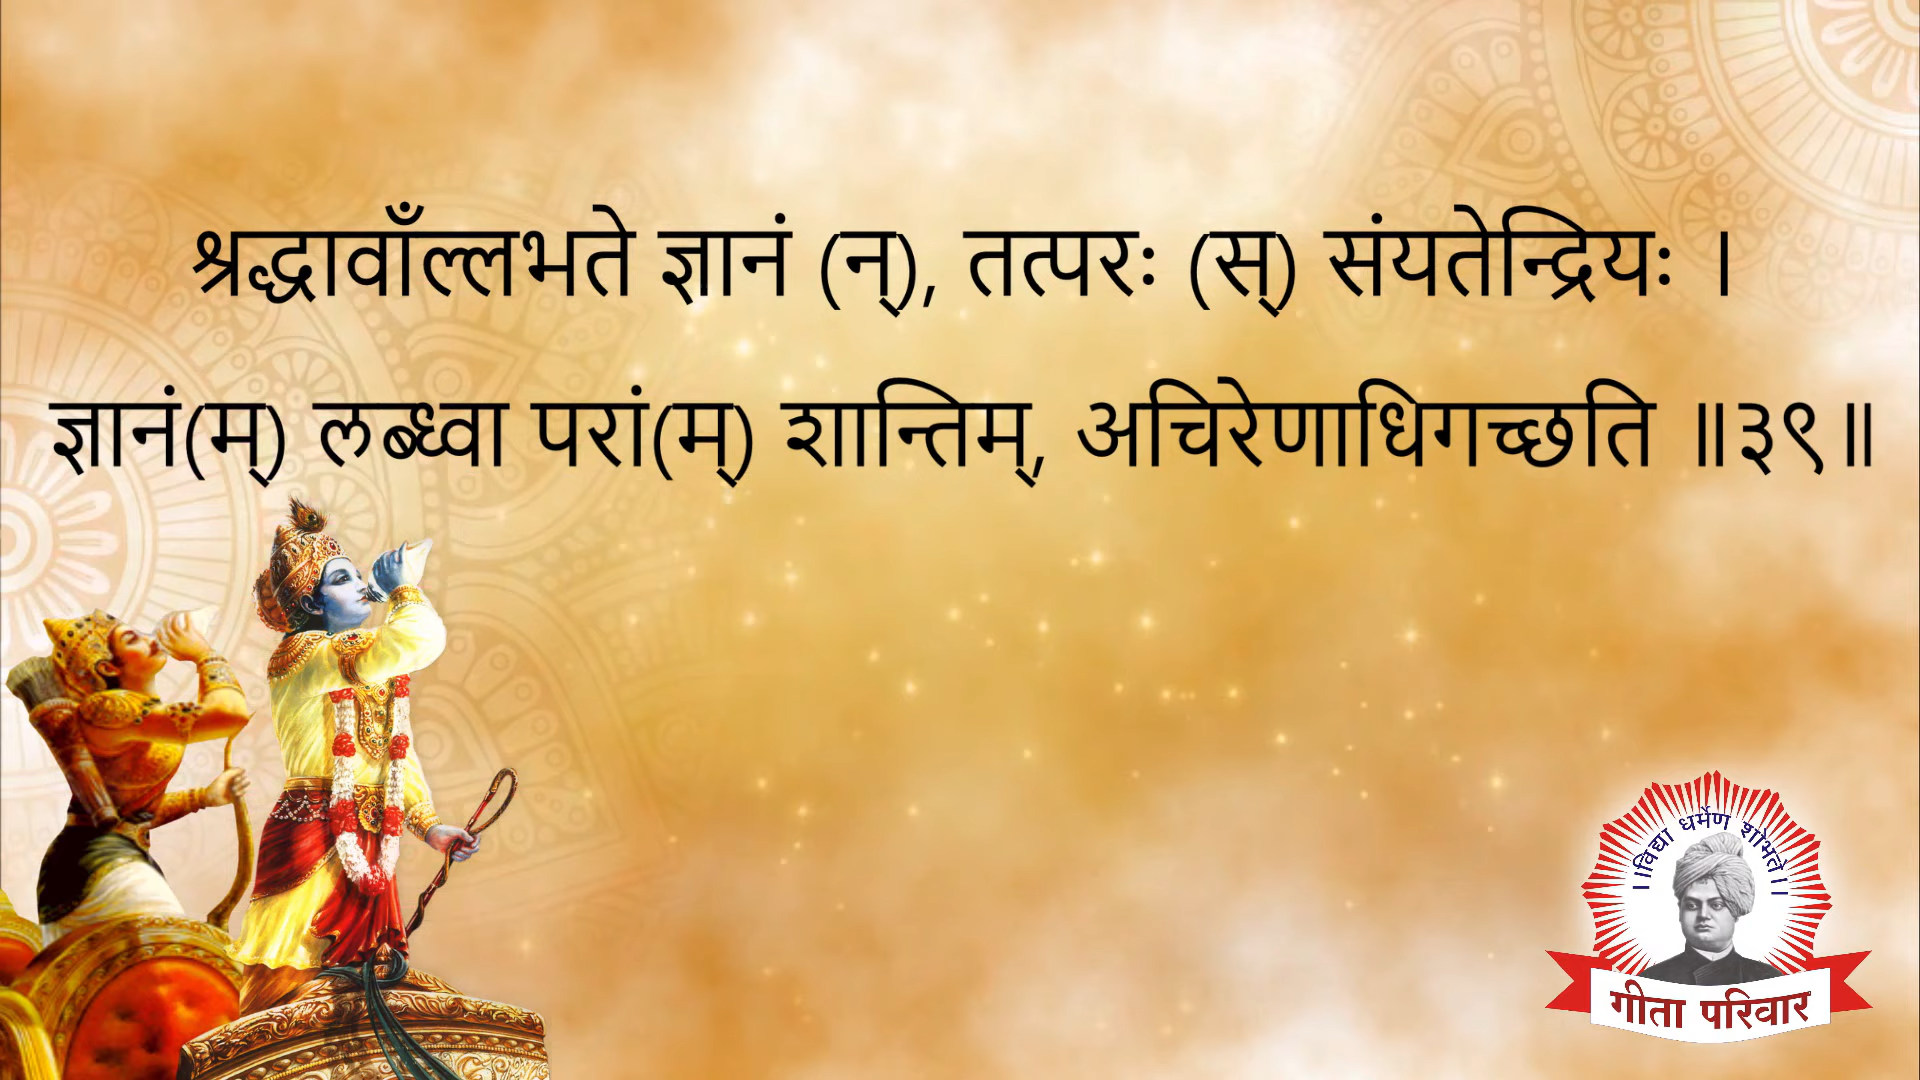 श्रद्धावाँल्लभते ज्ञानं (न्), तत्परः (स्) संयतेन्द्रियः ।
ज्ञानं(म्) लब्ध्वा परां(म्) शान्तिम्, अचिरेणाधिगच्छति ॥३९॥
।।विद्या धर्मेण शोभते।।
गीता परिवार